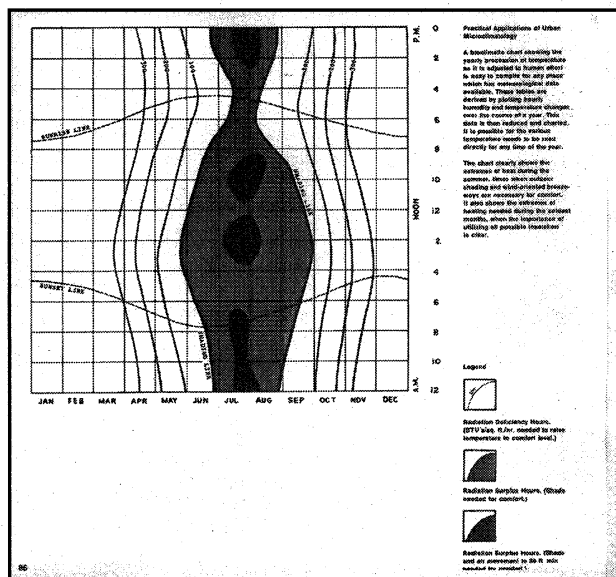 Practical Applications of Urban
Microclimatology
A bioclimatic chart showing the
yearly procession of temperature
as it is adjusted to human effort
is easy to compile for any place
which has meteorological data
available. These tables are
derived by plotting hourly
humidity and temperature changes
over the course of a year. This
data is then reduced and charted.
It is possible for the various
temperature needs to be read
directly for any time of the year.
The chart clearly shows the
extremes of heat during the
summer, times when outdoor
shading and wind-oriented breeze-
ways are necessary for comfort.
It also shows the extremes of
heating needed during the coldest
months, when the importance of
utilizing all possible insolation
is clear.
P.M.
0
2
4
6
8
10
NOON
12
2
4
6
8
10
A.M.
12
SUNRISE LINE
SHADING LINE
SUNSET LINE
SHADING LINE
JAN FEB MAR APR MAY JUN JUL AUG SEP OCT NOV DEC
Legend
Radiation Deficiency Hours.
(BTU's/sq. ft./hr. needed to raise
temperature to comfort level.)
Radiation Surplus Hours. (Shade
needed for comfort.)
Radiation Surplus Hours. (Shade
and air movement to 50 ft. min
needed for comfort.)
86